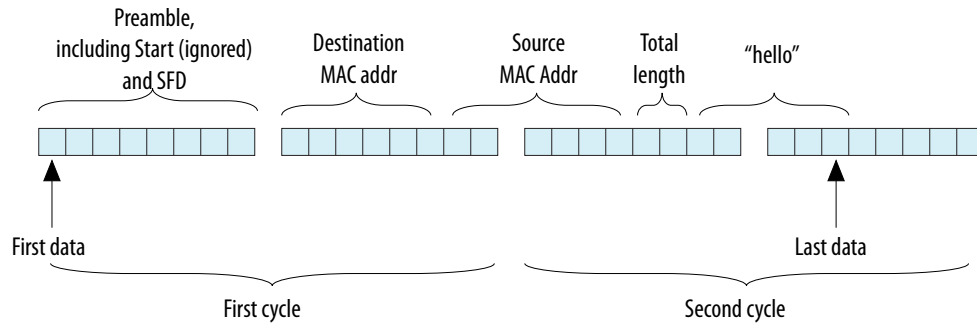 Preamble,
including Start (ignored)
and SFD
Destination
MAC addr
Source
MAC Addr
Total
length
“hello”
First data
Last data
First cycle
Second cycle